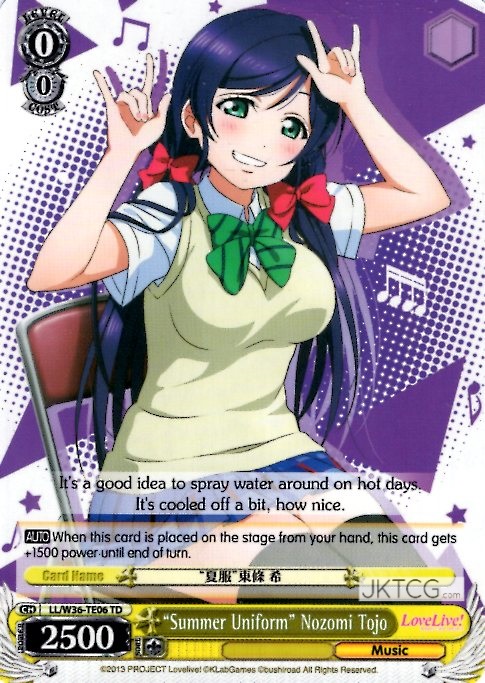 LEVEL
0
0
COST
It's a good idea to spray water around on hot days.
It's cooled off a bit, how nice.
AUTO When this card is placed on the stage from your hand, this card gets
+1500 power until end of turn.
Card Name "夏服"東條 希
JKTCG.com
GH LL/W36-TE06 TD
POWER 2500 SOUL "Summer Uniform" Nozomi Tojo LoveLive!
Music
©2013 PROJECT Lovelive! ©KLabGames ©bushiroad All Rights Reserved.